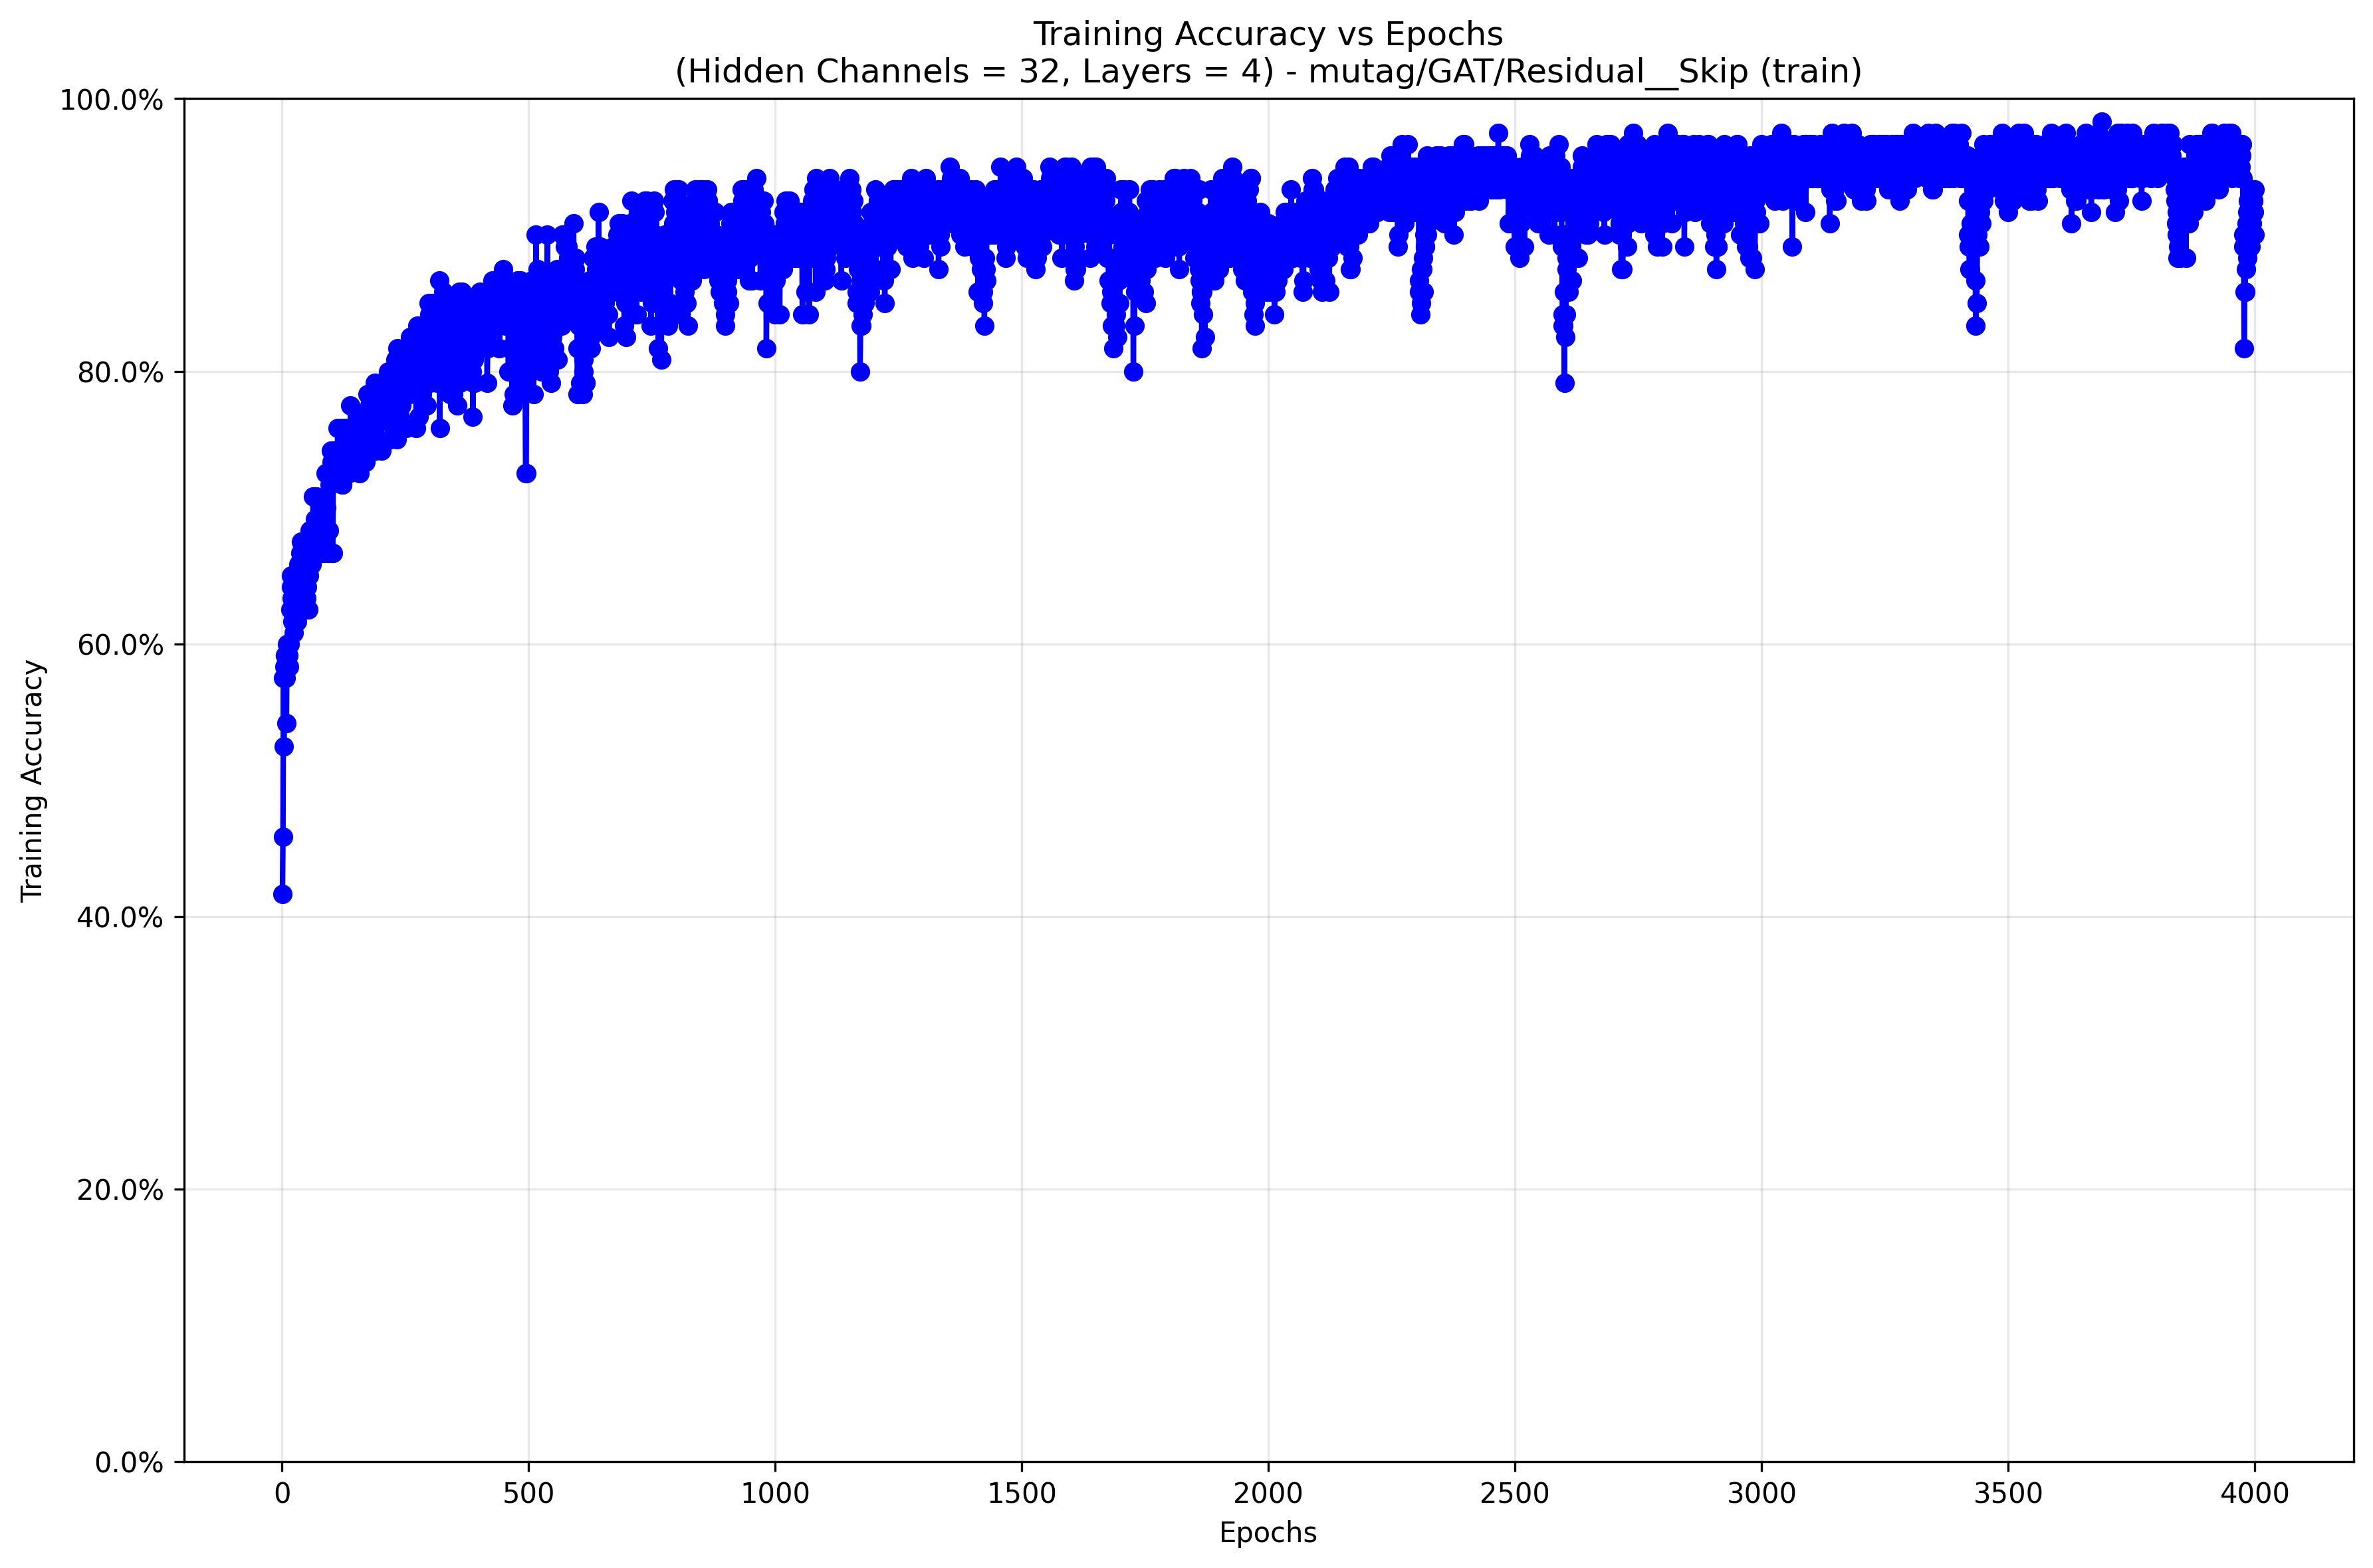 Training Accuracy vs Epochs
(Hidden Channels = 32, Layers = 4) - mutag/GAT/Residual__Skip (train)
100.0%
80.0%
60.0%
40.0%
20.0%
0.0%
Training Accuracy
0 500 1000 1500 2000 2500 3000 3500 4000
Epochs